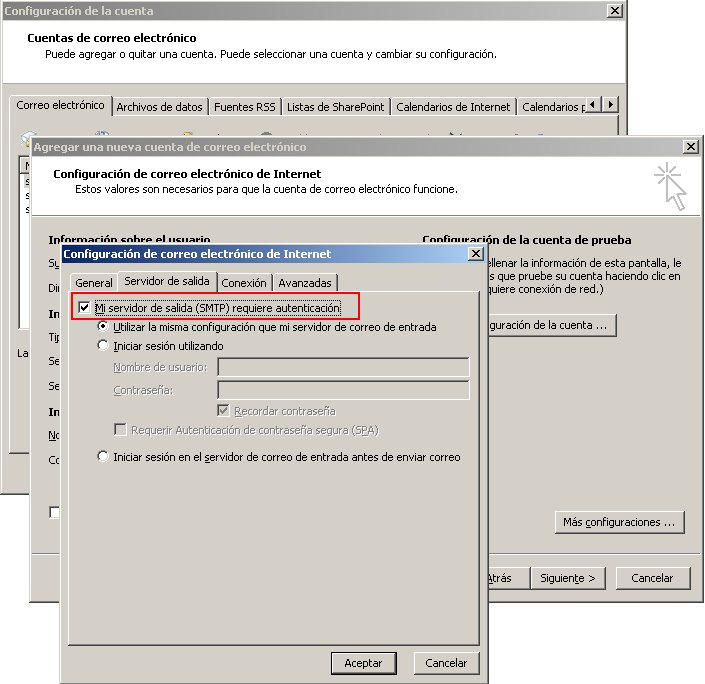 Configuración de la cuenta
Cuentas de correo electrónico
Puede agregar o quitar una cuenta. Puede seleccionar una cuenta y cambiar su configuración.
Correo electrónico Archivos de datos Fuentes RSS Listas de SharePoint Calendarios de Internet Calendarios
Agregar una nueva cuenta de correo electrónico
Configuración de correo electrónico de Internet
Estos valores son necesarios para que la cuenta de correo electrónico funcione.
Información sobre el usuario
Configuración de la cuenta de prueba
ellenar la información de esta pantalla, le
s que pruebe su cuenta haciendo clic en
quiere conexión de red.)
guración de la cuenta ...
La
Más configuraciones ...
Atrás Siguiente > Cancelar
Configuración de correo electrónico de Internet
General Servidor de salida Conexión Avanzadas
Mi servidor de salida (SMTP) requiere autenticación
Utilizar la misma configuración que mi servidor de correo de entrada
Iniciar sesión utilizando
Nombre de usuario:
Contraseña:
Recordar contraseña
Requerir Autenticación de contraseña segura (SPA)
Iniciar sesión en el servidor de correo de entrada antes de enviar correo
Aceptar Cancelar